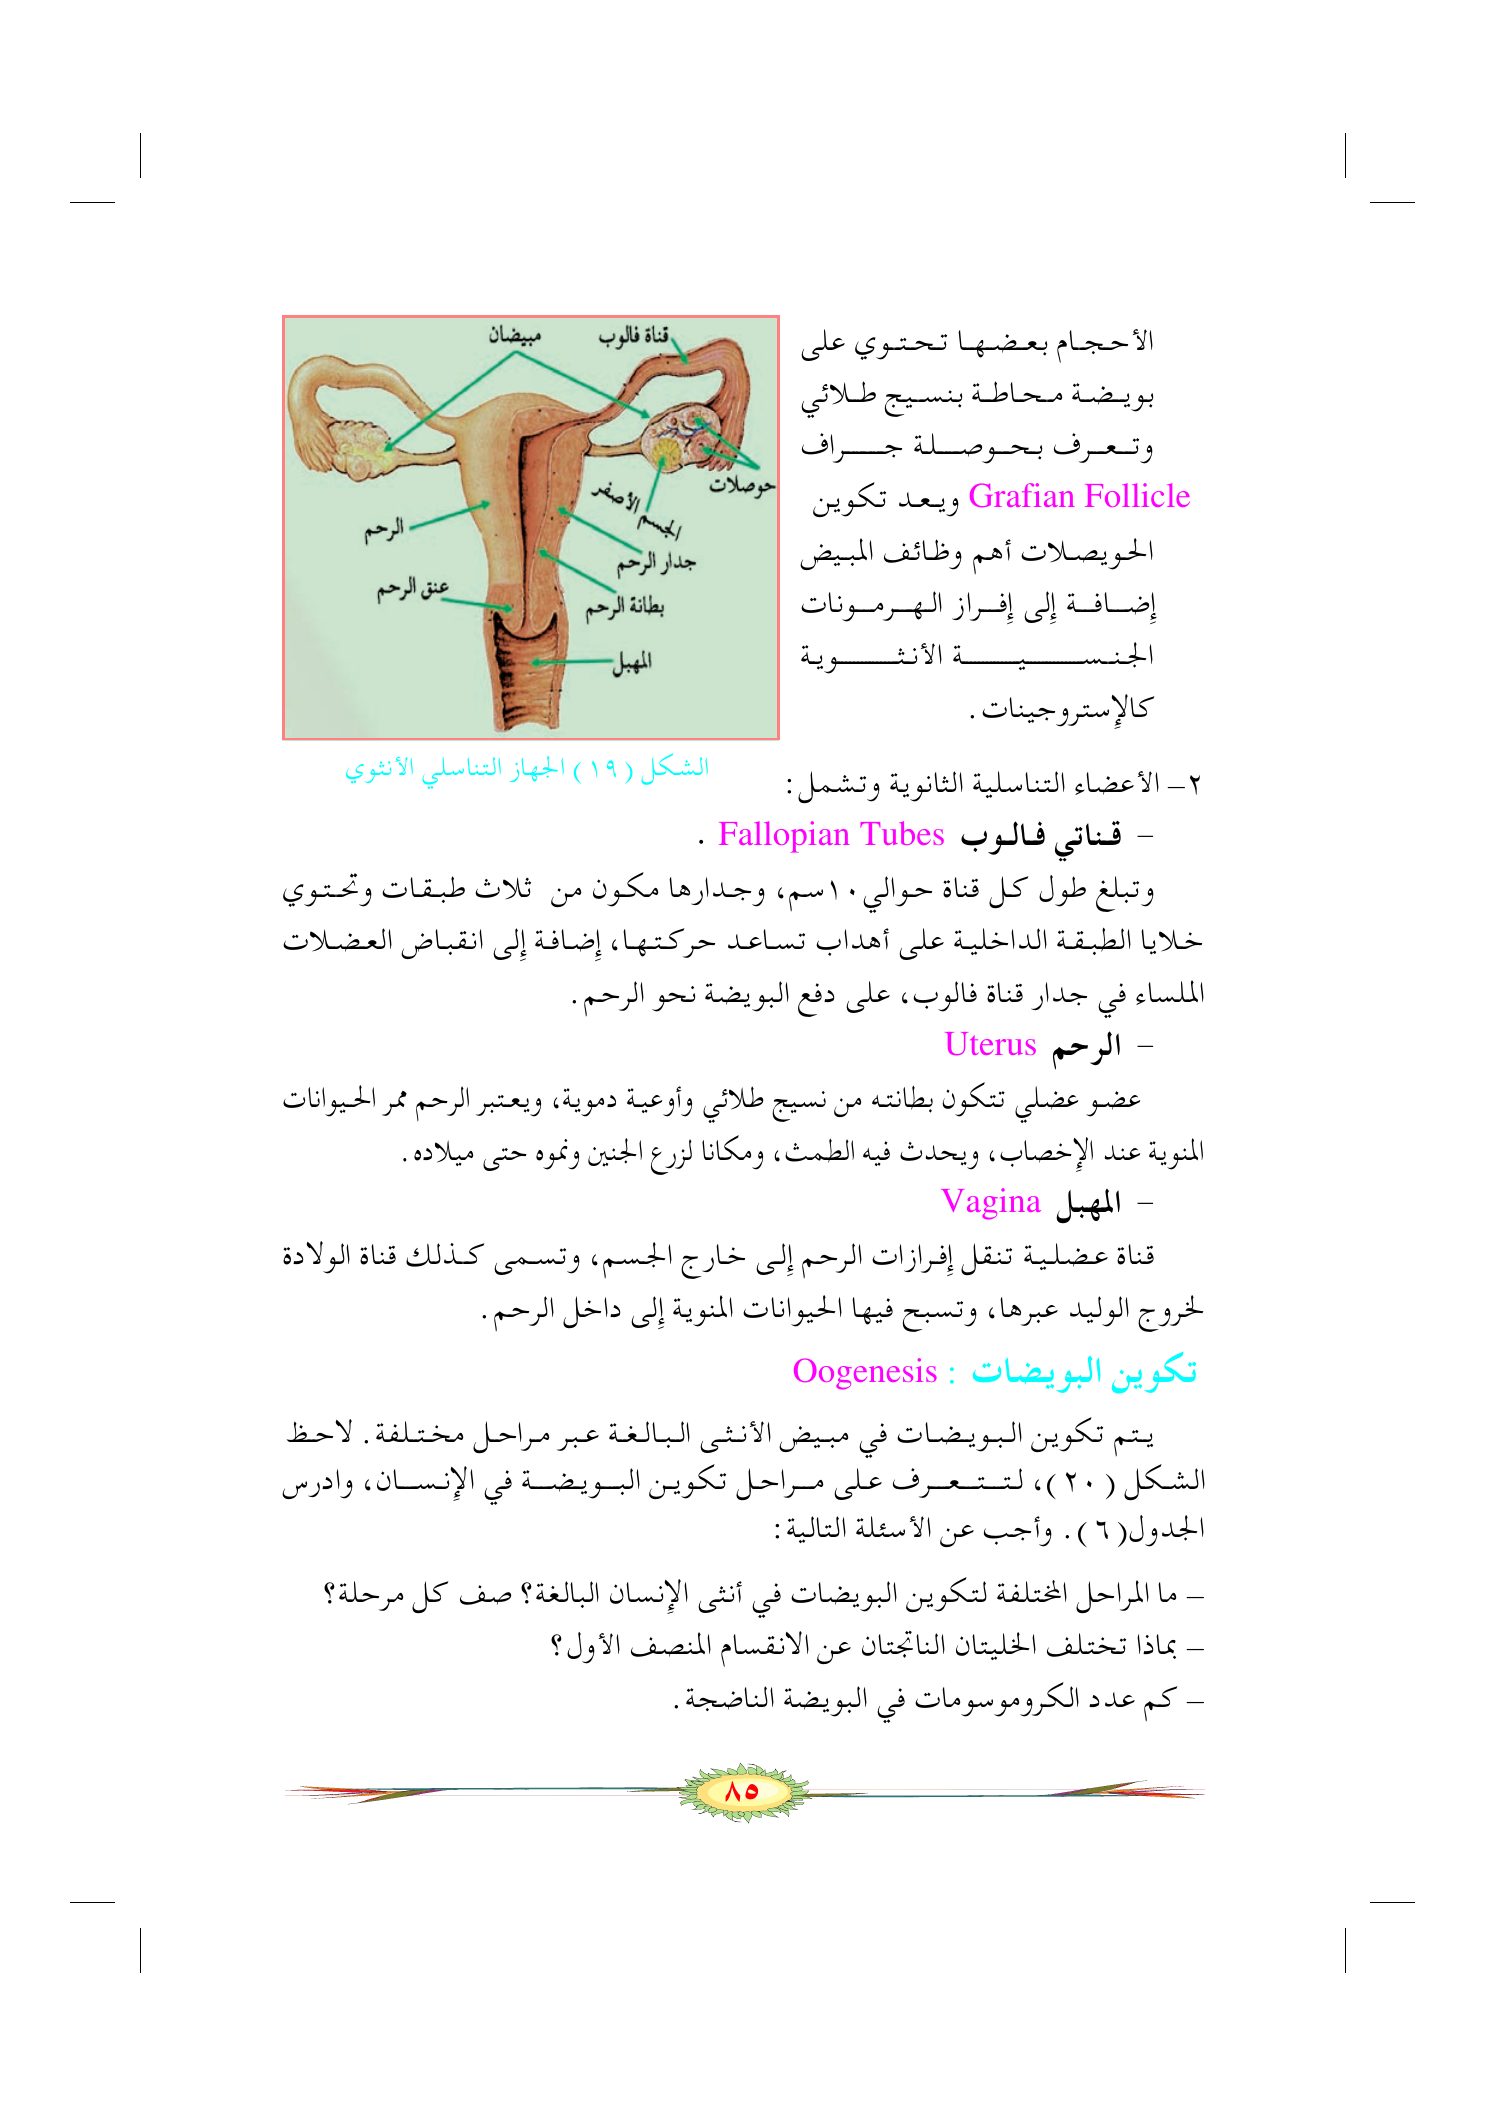 الأحجام بعضها تحتوي على
بويضة محاطة بنسيج طلائي
وتعرف بحوصلة جراف
Grafian Follicle ويعد تكوين
الحويصلات أهم وظائف المبيض
إضافة إلى إفراز الهرمونات
الجنسية الأنثوية
كالإستروجينات .
قناة فالوب
مبيضان
حوصلات
الجسم الأصفر
الرحم
جدار الرحم
عنق الرحم
بطانة الرحم
المهبل
الشكل ( ١٩ ) الجهاز التناسلي الأنثوي
٢– الأعضاء التناسلية الثانوية وتشمل :
– قناتي فالوب Fallopian Tubes .
وتبلغ طول كل قناة حوالي ١٠سم، وجدارها مكون من ثلاث طبقات وتحتوي
خلايا الطبقة الداخلية على أهداب تساعد حركتها، إضافة إلى انقباض العضلات
الملساء في جدار قناة فالوب، على دفع البويضة نحو الرحم .
– الرحم Uterus
عضو عضلي تتكون بطانته من نسيج طلائي وأوعية دموية، ويعتبر الرحم ممر الحيوانات
المنوية عند الإخصاب، ويحدث فيه الطمث، ومكانا لزرع الجنين ونموه حتى ميلاده .
– المهبل Vagina
قناة عضلية تنقل إفرازات الرحم إلى خارج الجسم، وتسمى كذلك قناة الولادة
لخروج الوليد عبرها، وتسبح فيها الحيوانات المنوية إلى داخل الرحم .
تكوين البويضات : Oogenesis
يتم تكوين البويضات في مبيض الأنثى البالغة عبر مراحل مختلفة . لاحظ
الشكل ( ٢٠ )، لتتعرف على مراحل تكوين البويضة في الإنسان، وادرس
الجدول( ٦ ) . وأجب عن الأسئلة التالية :
– ما المراحل المختلفة لتكوين البويضات في أنثى الإنسان البالغة؟ صف كل مرحلة؟
– بماذا تختلف الخليتان الناتجتان عن الانقسام المنصف الأول؟
– كم عدد الكروموسومات في البويضة الناضجة .
٨٥